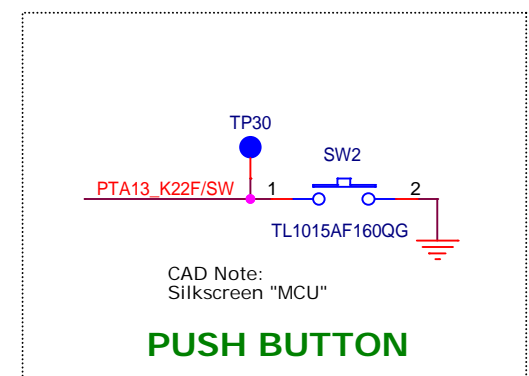 TP30
SW2
PTA13_K22F/SW 1 2
TL1015AF160QG
CAD Note:
Silkscreen "MCU"
PUSH BUTTON